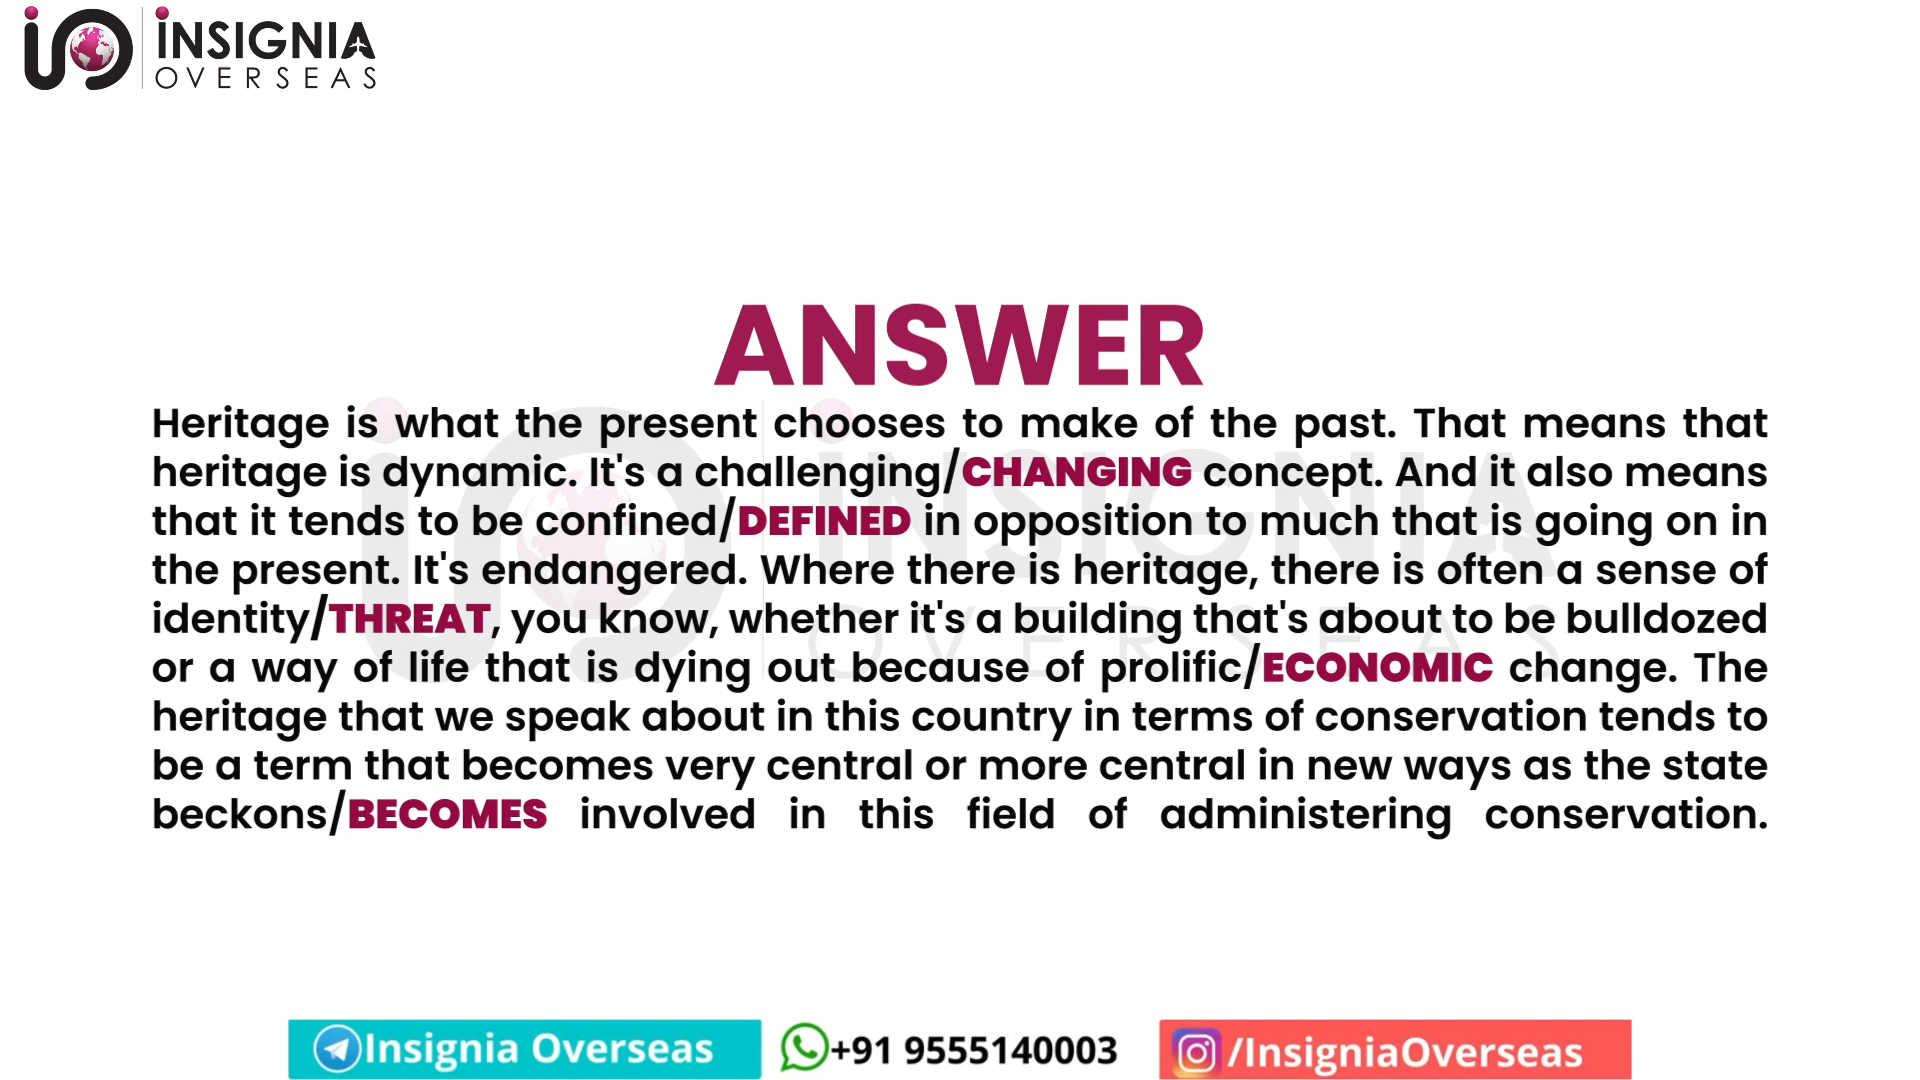 iNSIGNIA
OVERSEAS
ANSWER
Heritage is what the present chooses to make of the past. That means that
heritage is dynamic. It's a challenging/CHANGING concept. And it also means
that it tends to be confined/DEFINED in opposition to much that is going on in
the present. It's endangered. Where there is heritage, there is often a sense of
identity/THREAT, you know, whether it's a building that's about to be bulldozed
or a way of life that is dying out because of prolific/ECONOMIC change. The
heritage that we speak about in this country in terms of conservation tends to
be a term that becomes very central or more central in new ways as the state
beckons/BECOMES involved in this field of administering conservation.
Insignia Overseas
+91 9555140003
/InsigniaOverseas